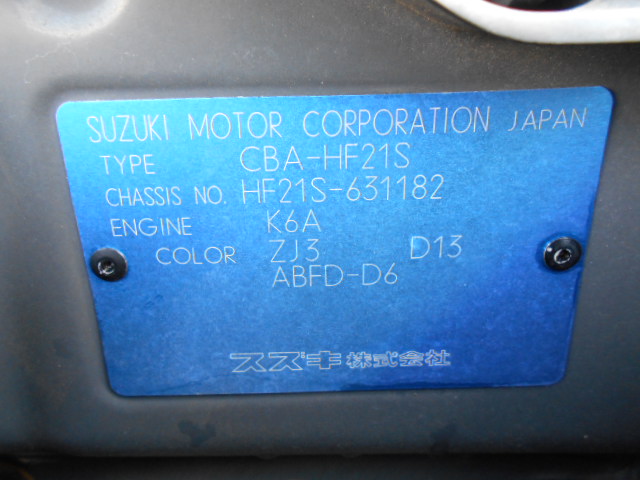 SUZUKI MOTOR CORPORATION JAPAN
TYPE CBA-HF21S
CHASSIS NO. HF21S-631182
ENGINE K6A
COLOR ZJ3 D13
ABFD-D6
スズキ株式会社